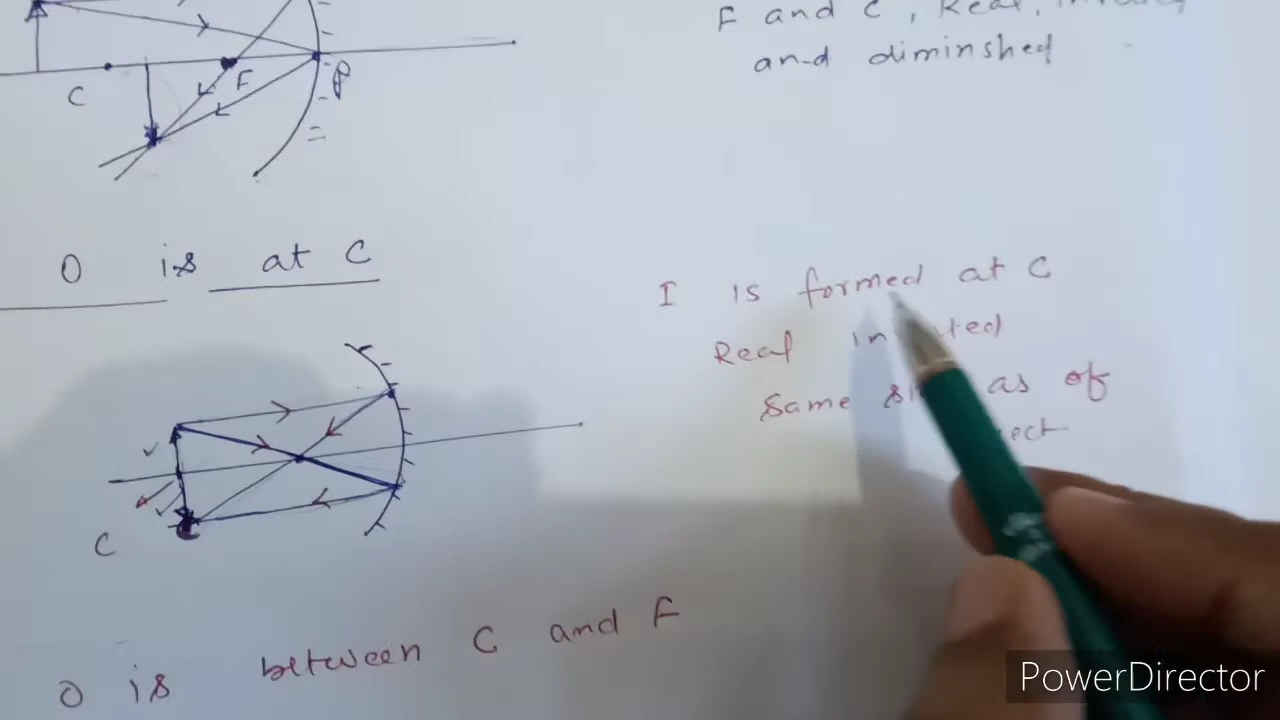 F and C, Real,
and diminshed
F
P
C
O is at C
I is formed at C
Real
Same as of
C
O is between C and F
PowerDirector